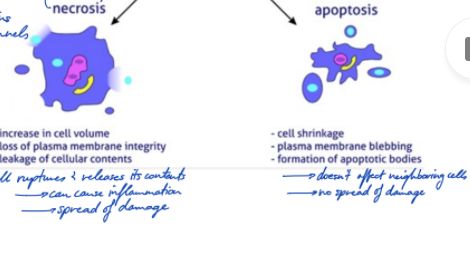 necrosis
apoptosis
nnels
increase in cell volume
loss of plasma membrane integrity
leakage of cellular contents
ll ruptures & releases its contents
→ can cause inflammation
→ spread of damage
- cell shrinkage
- plasma membrane blebbing
- formation of apoptotic bodies
→ doesn't affect neighboring cells
→ no spread of damage